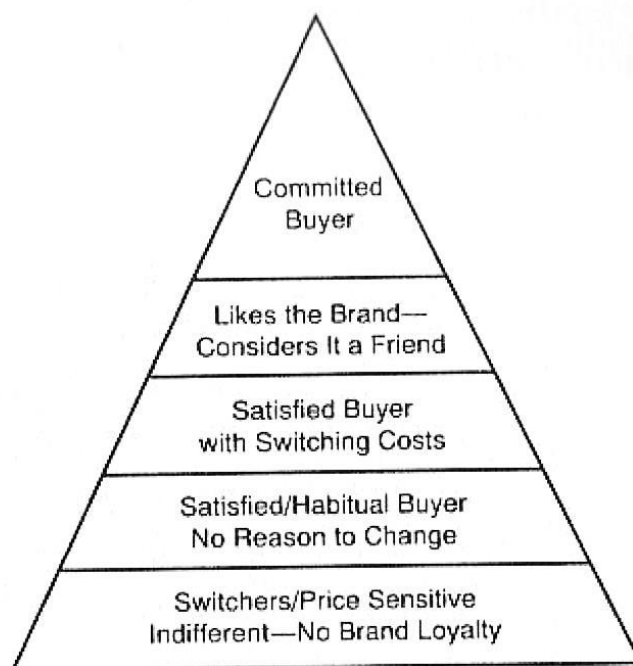 Committed
Buyer
Likes the Brand—
Considers It a Friend
Satisfied Buyer
with Switching Costs
Satisfied/Habitual Buyer
No Reason to Change
Switchers/Price Sensitive
Indifferent—No Brand Loyalty